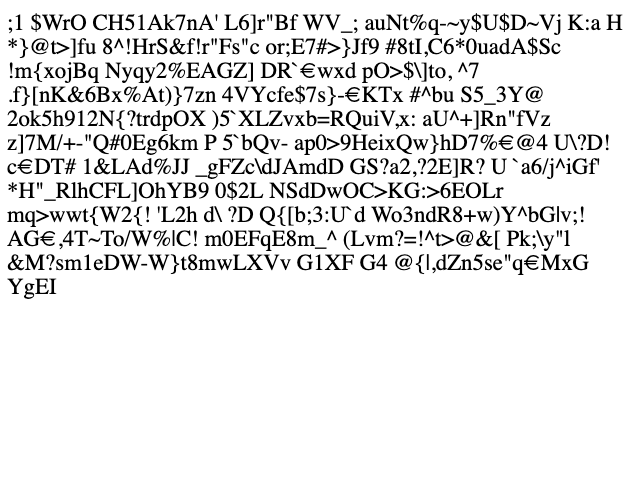 ;1 $WrO CH51Ak7nA' L6]r"Bf WV_; auNt%q-~y$U$D~Vj K:a H
*}@t>]fu 8^!HrS&f!r"Fs"c or;E7#>}Jf9 #8tI,C6*0uadA$Sc
!m{xojBq Nyqy2%EAGZ] DR`€wxd pO>$\]to, ^7
.f}[nK&6Bx%At)}7zn 4VYcfe$7s}-€KTx #^bu S5_3Y@
2ok5h912N{?trdpOX )5`XLZvxb=RQuiV,x: aU^+]Rn"fVz
z]7M/+-"Q#0Eg6km P 5`bQv- ap0>9HeixQw}hD7%€@4 U\?D!
c€DT# 1&LAd%JJ _gFZc\dJAmdD GS?a2,?2E]R? U`a6/j^iGf'
*H"_RlhCFL]OhYB9 0$2L NSdDwOC>KG:>6EOLr
mq>wwt{W2{! 'L2h d\ ?D Q{[b;3:U`d Wo3ndR8+w)Y^bG|v;!
AG€,4T~To/W%|C! m0EFqE8m_^ (Lvm?=!^t>@&[ Pk;\y"l
&M?sm1eDW-W}t8mwLXVv G1XF G4 @{|,dZn5se"q€MxG
YgEI